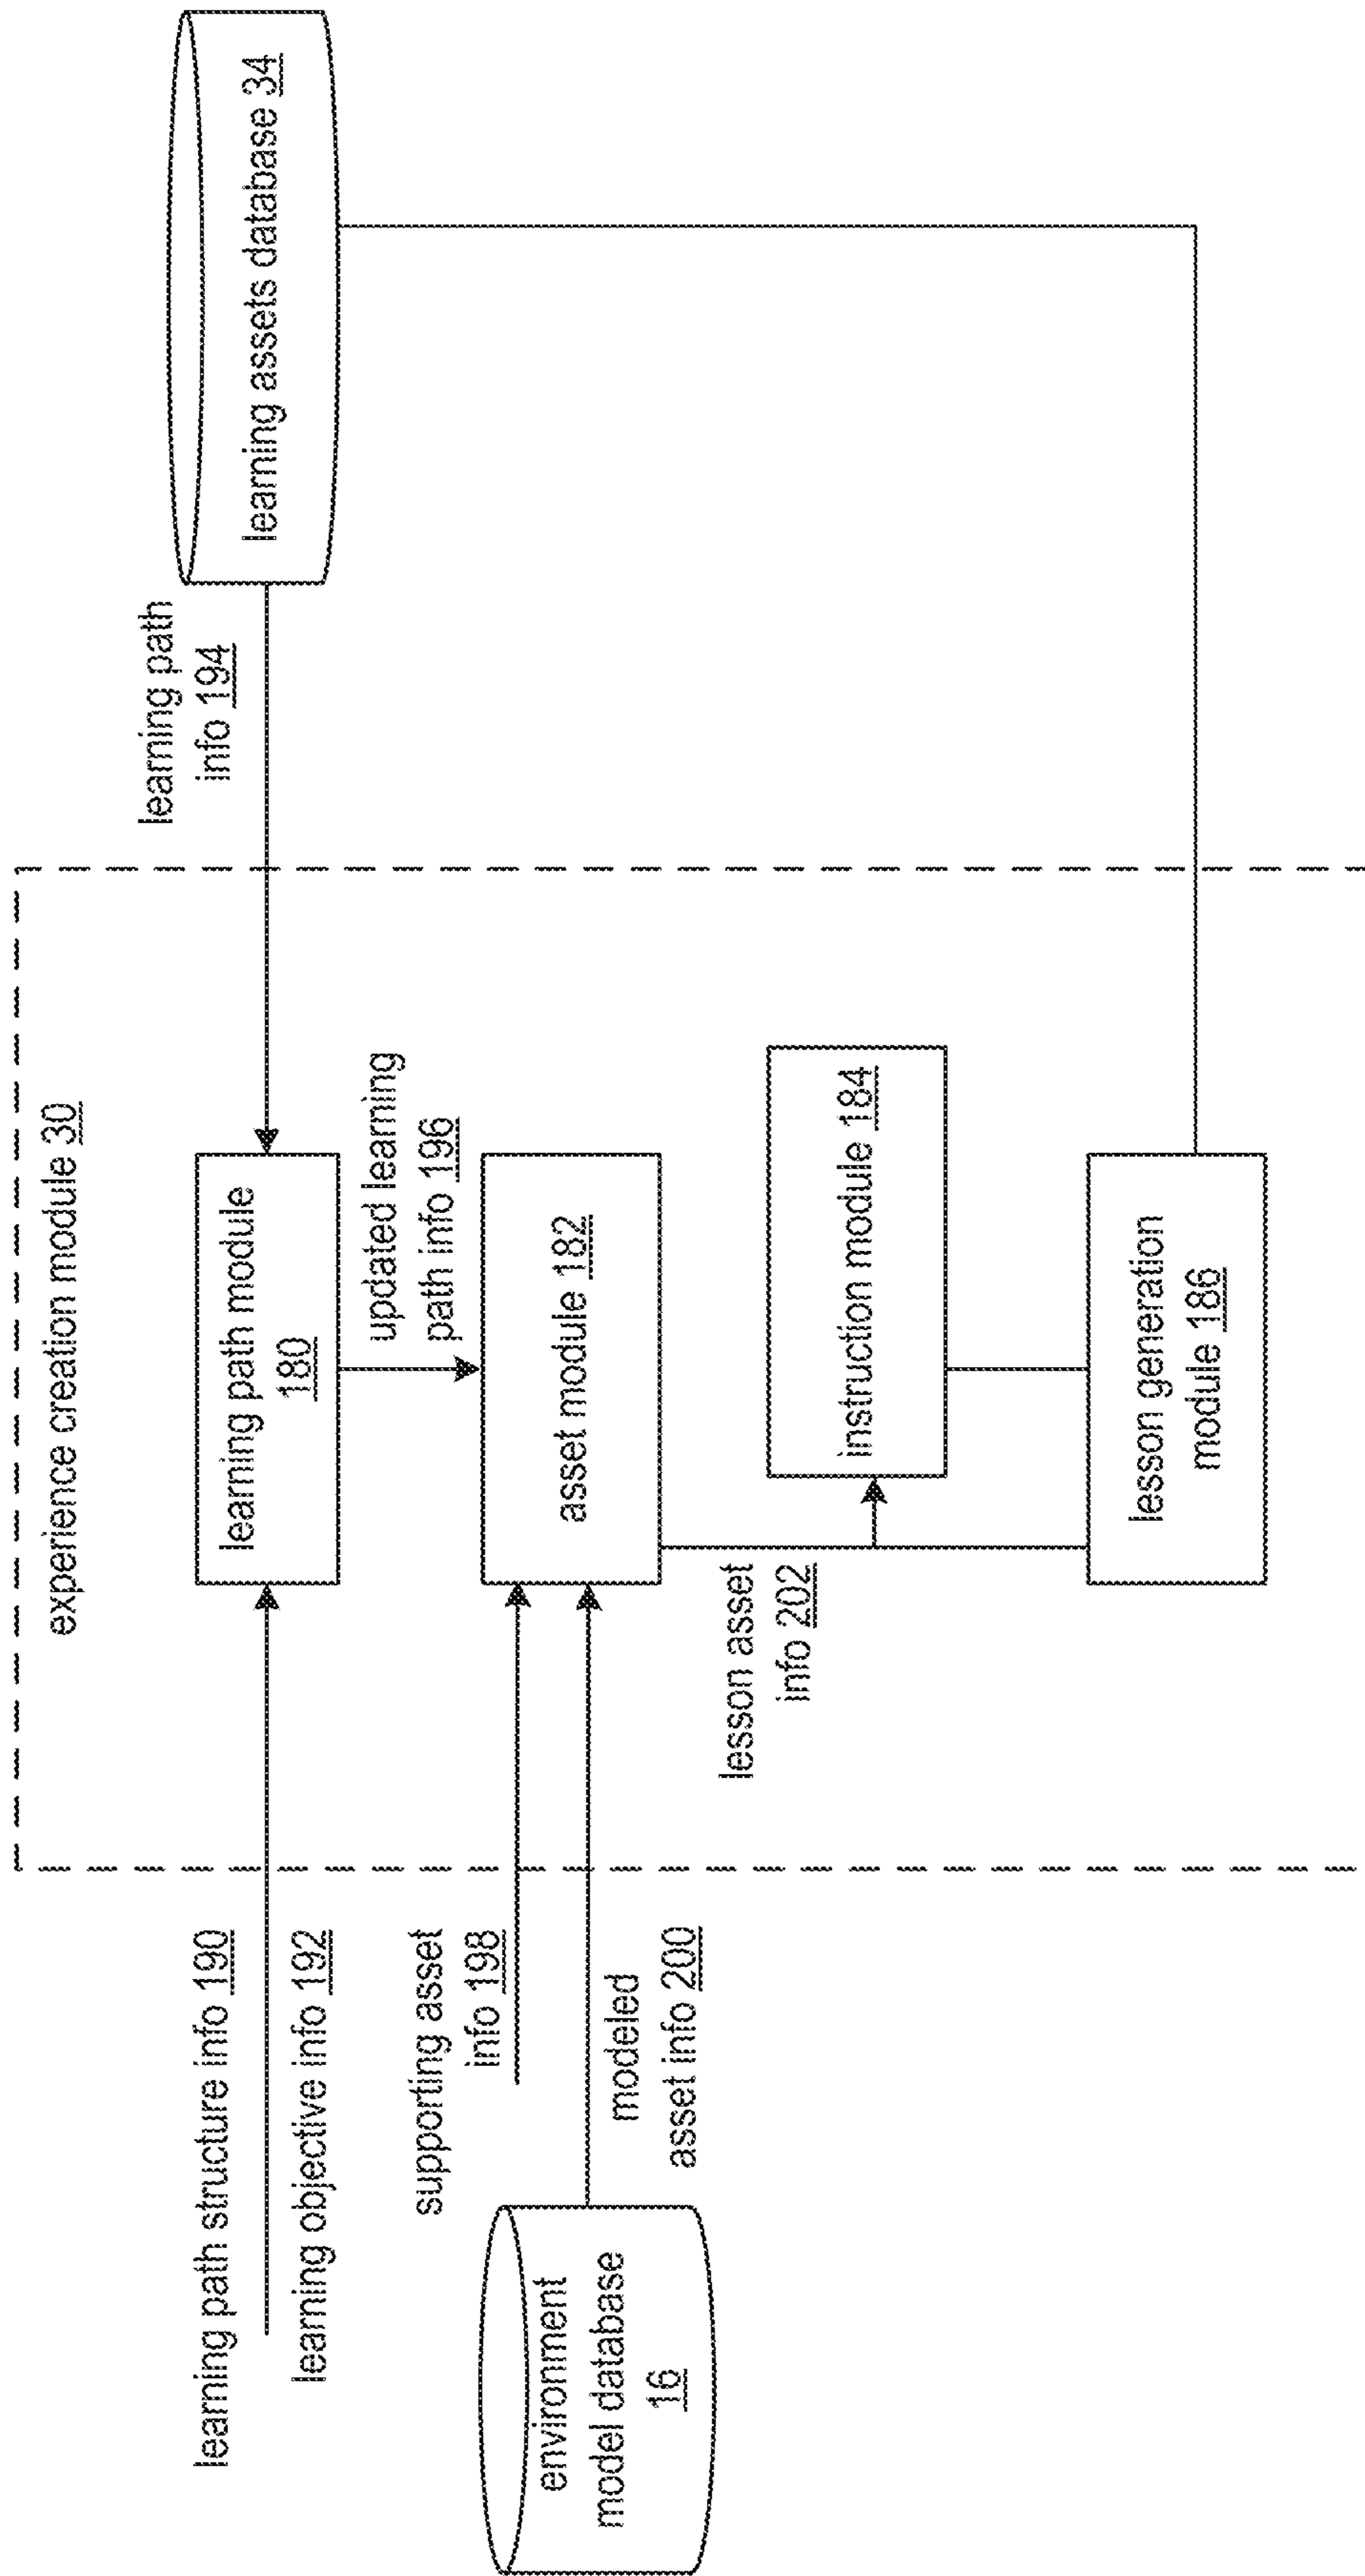 experience creation module 30
learning path structure info 190
learning objective info 192
learning path module
180
learning path
info 194
learning assets database 34
updated learning
path info 196
supporting asset
info 198
environment
model database
16
modeled
asset info 200
asset module 182
lesson asset
info 202
instruction module 184
lesson generation
module 186